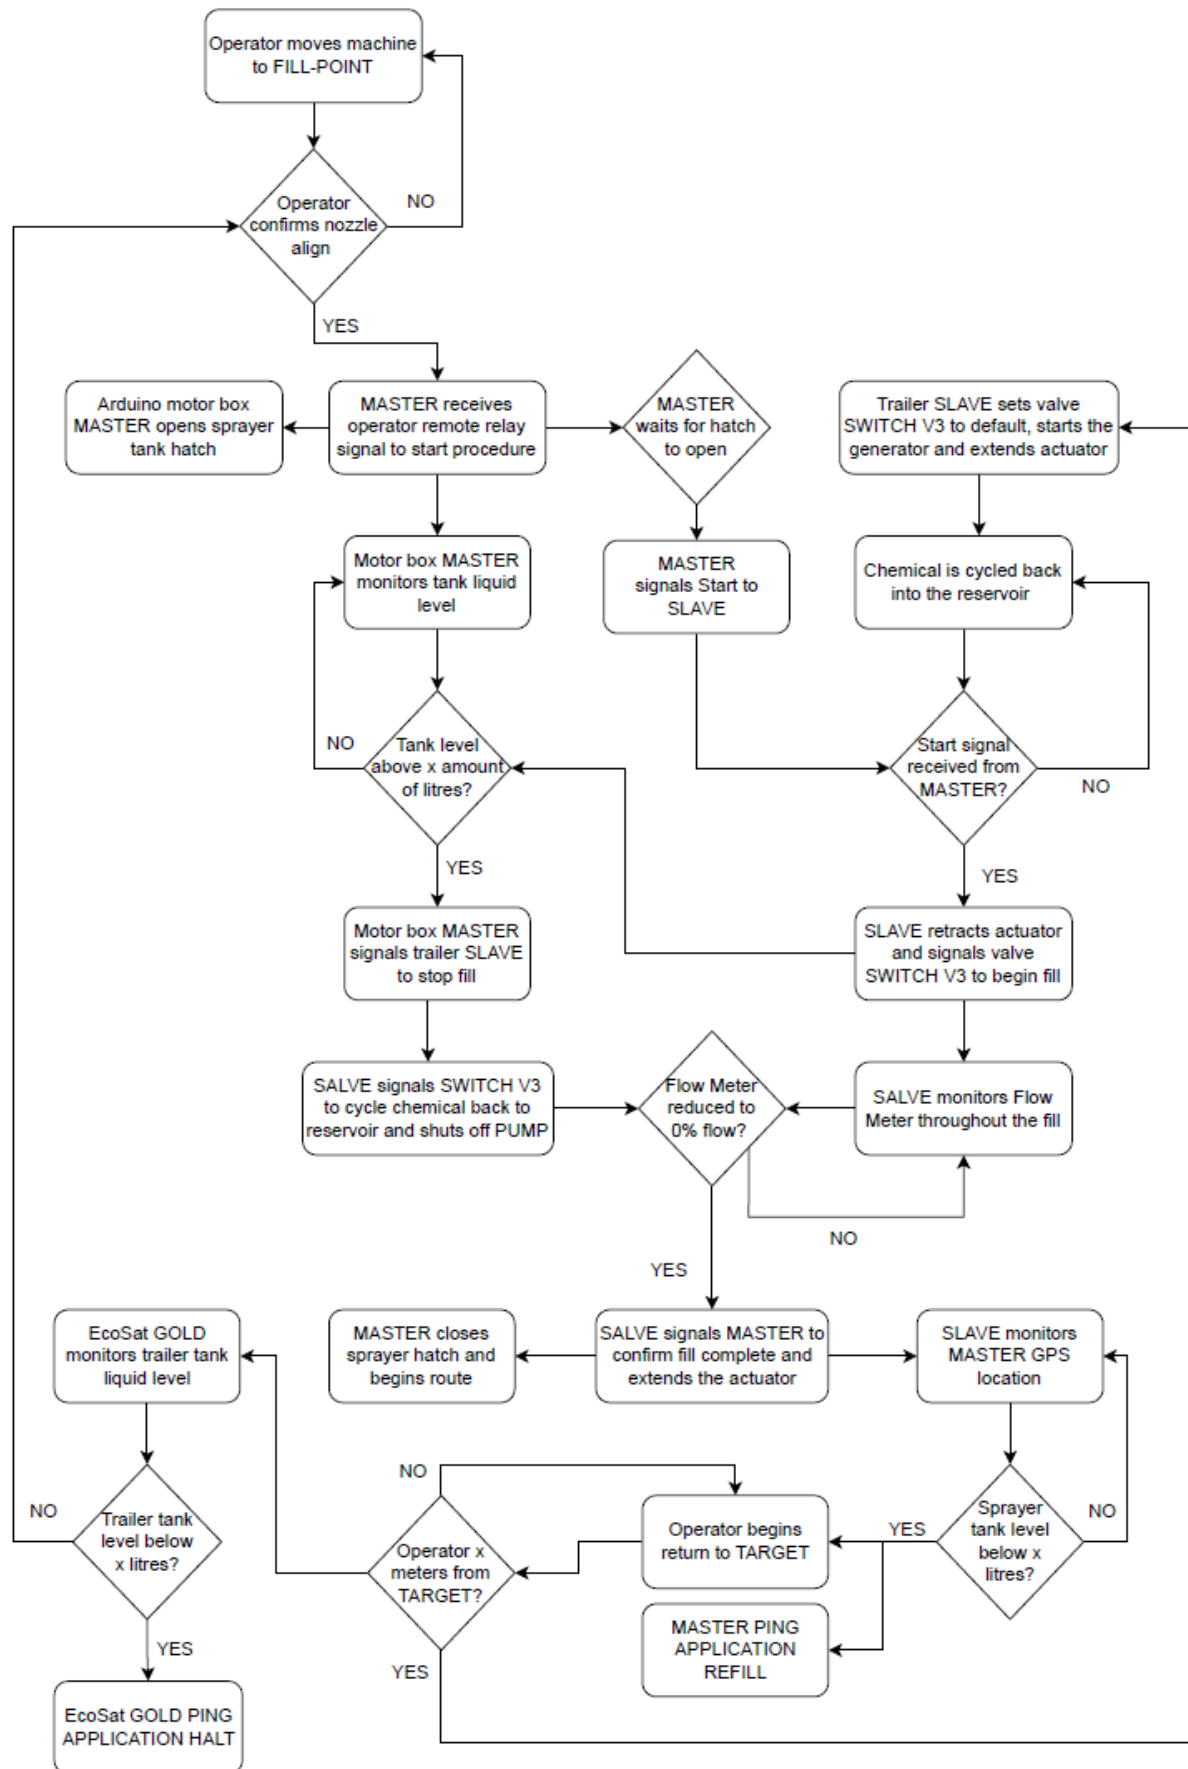 Operator moves machine
to FILL-POINT
Operator
confirms nozzle
align
NO
YES
Arduino motor box
MASTER opens sprayer
tank hatch
MASTER receives
operator remote relay
signal to start procedure
MASTER
waits for hatch
to open
Trailer SLAVE sets valve
SWITCH V3 to default, starts the
generator and extends actuator
Motor box MASTER
monitors tank liquid
level
MASTER
signals Start to
SLAVE
Chemical is cycled back
into the reservoir
Tank level
above x amount
of litres?
NO
YES
Start signal
received from
MASTER?
NO
YES
Motor box MASTER
signals trailer SLAVE
to stop fill
SLAVE retracts actuator
and signals valve
SWITCH V3 to begin fill
SALVE signals SWITCH V3
to cycle chemical back to
reservoir and shuts off PUMP
Flow Meter
reduced to
0% flow?
SALVE monitors Flow
Meter throughout the fill
NO
YES
EcoSat GOLD
monitors trailer tank
liquid level
MASTER closes
sprayer hatch and
begins route
SALVE signals MASTER to
confirm fill complete and
extends the actuator
SLAVE monitors
MASTER GPS
location
NO
Trailer tank
level below
x litres?
YES
NO
Operator x
meters from
TARGET?
YES
Operator begins
return to TARGET
YES
Sprayer
tank level
below x
litres?
NO
MASTER PING
APPLICATION
REFILL
EcoSat GOLD PING
APPLICATION HALT